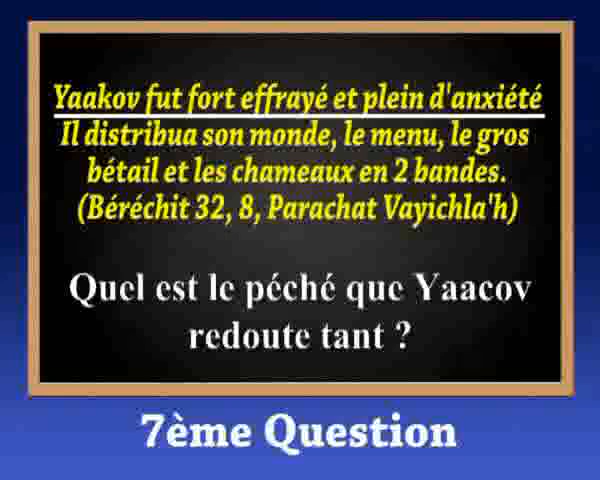 Yaakov fut fort effrayé et plein d'anxiété
Il distribua son monde, le menu, le gros
bétail et les chameaux en 2 bandes.
(Béréchit 32, 8, Parachat Vayichla'h)
Quel est le péché que Yaacov
redoute tant ?
7ème Question